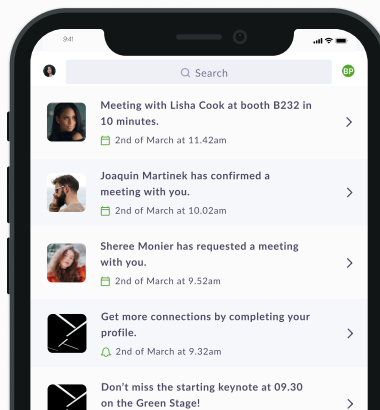 9:41
Search
BP
Meeting with Lisha Cook at booth B232 in
10 minutes.
2nd of March at 11.42am
Joaquin Martinek has confirmed a
meeting with you.
2nd of March at 10.02am
Sheree Monier has requested a meeting
with you.
2nd of March at 9.52am
Get more connections by completing your
profile.
2nd of March at 9.32am
Don't miss the starting keynote at 09.30
on the Green Stage!